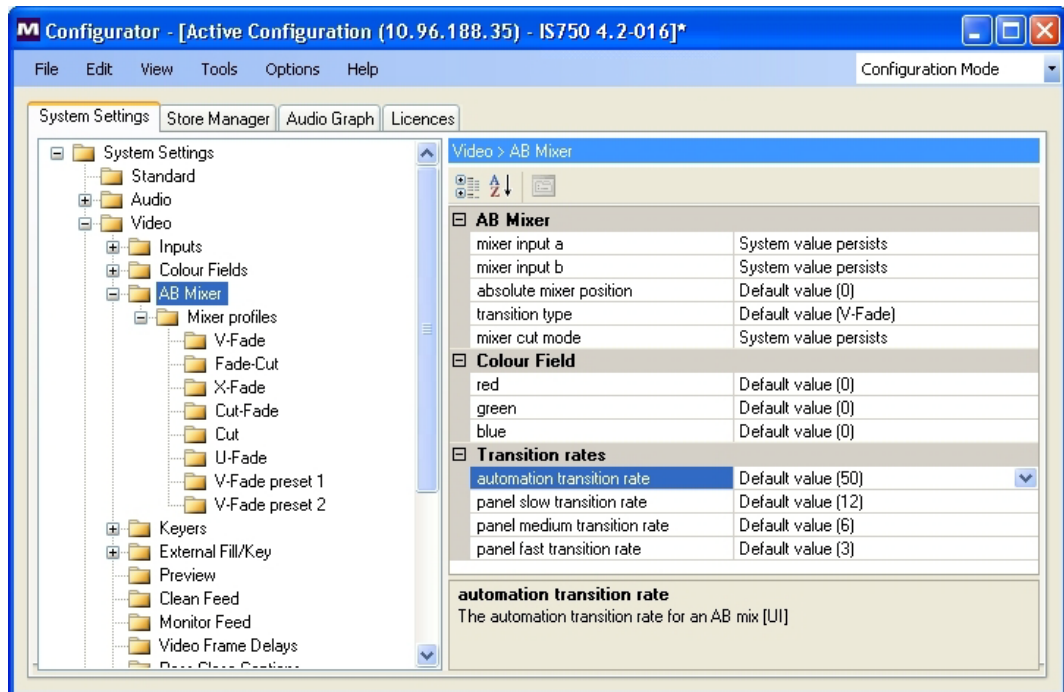 M Configurator - [Active Configuration (10.96.188.35) - IS750 4.2-016]*
File Edit View Tools Options Help Configuration Mode
System Settings Store Manager Audio Graph Licences
System Settings
Standard
Audio
Video
Inputs
Colour Fields
AB Mixer
Mixer profiles
V-Fade
Fade-Cut
X-Fade
Cut-Fade
Cut
U-Fade
V-Fade preset 1
V-Fade preset 2
Keyers
External Fill/Key
Preview
Clean Feed
Monitor Feed
Video Frame Delays
Video > AB Mixer
AB Mixer
mixer input a System value persists
mixer input b System value persists
absolute mixer position Default value (0)
transition type Default value (V-Fade)
mixer cut mode System value persists
Colour Field
red Default value (0)
green Default value (0)
blue Default value (0)
Transition rates
automation transition rate Default value (50)
panel slow transition rate Default value (12)
panel medium transition rate Default value (6)
panel fast transition rate Default value (3)
automation transition rate
The automation transition rate for an AB mix [UI]